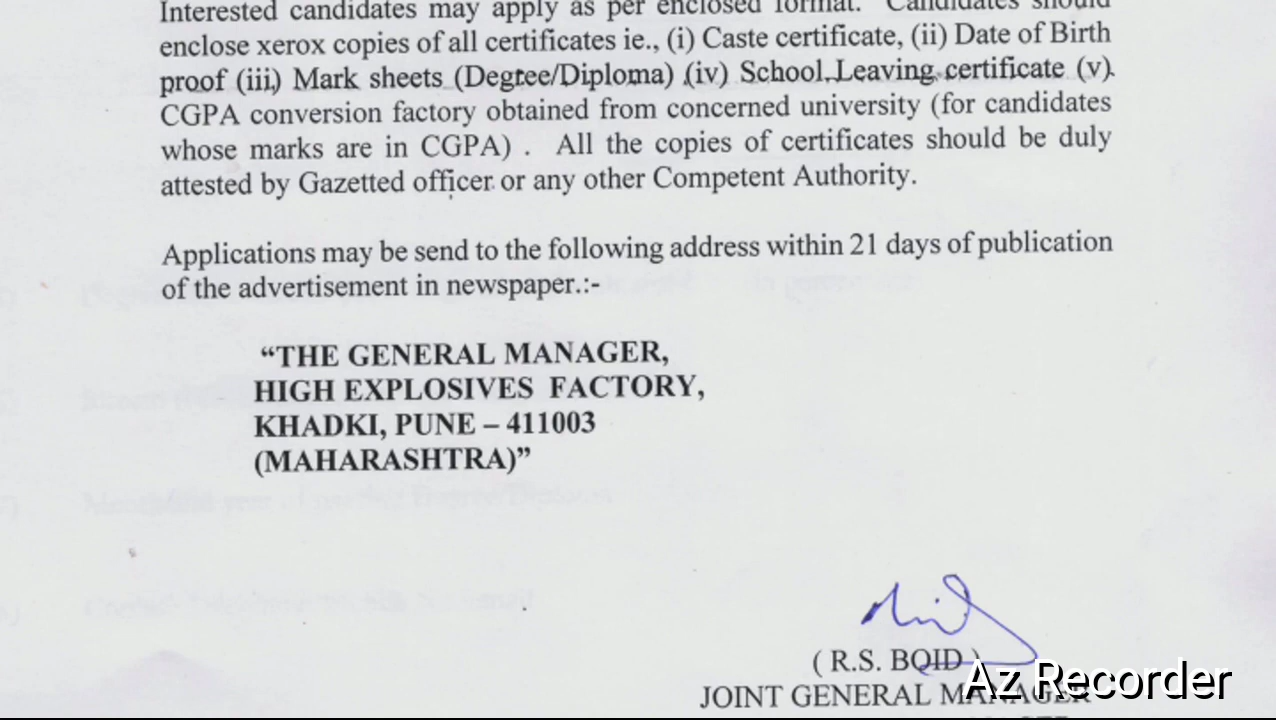 Interested candidates may apply as per enclosed format. Candidates should
enclose xerox copies of all certificates ie., (i) Caste certificate, (ii) Date of Birth
proof (iii) Mark sheets (Degtee/Diploma) (iv) School Leaving certificate (v)
CGPA conversion factory obtained from concerned university (for candidates
whose marks are in CGPA) . All the copies of certificates should be duly
attested by Gazetted officer or any other Competent Authority.
Applications may be send to the following address within 21 days of publication
of the advertisement in newspaper.:-
“THE GENERAL MANAGER,
HIGH EXPLOSIVES FACTORY,
KHADKI, PUNE – 411003
(MAHARASHTRA)”
( R.S. BOID )
JOINT GENERAL MANAGER
Az Recorder